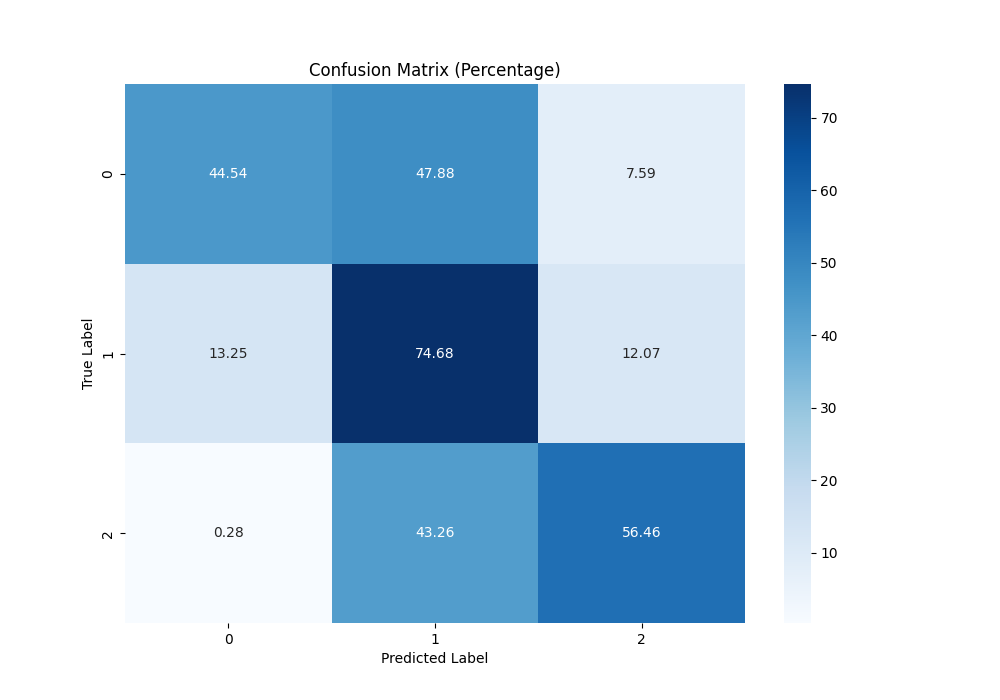 Confusion Matrix (Percentage)
0 44.54 47.88 7.59
1 13.25 74.68 12.07
2 0.28 43.26 56.46
0 1 2
Predicted Label
True Label
70
60
50
40
30
20
10